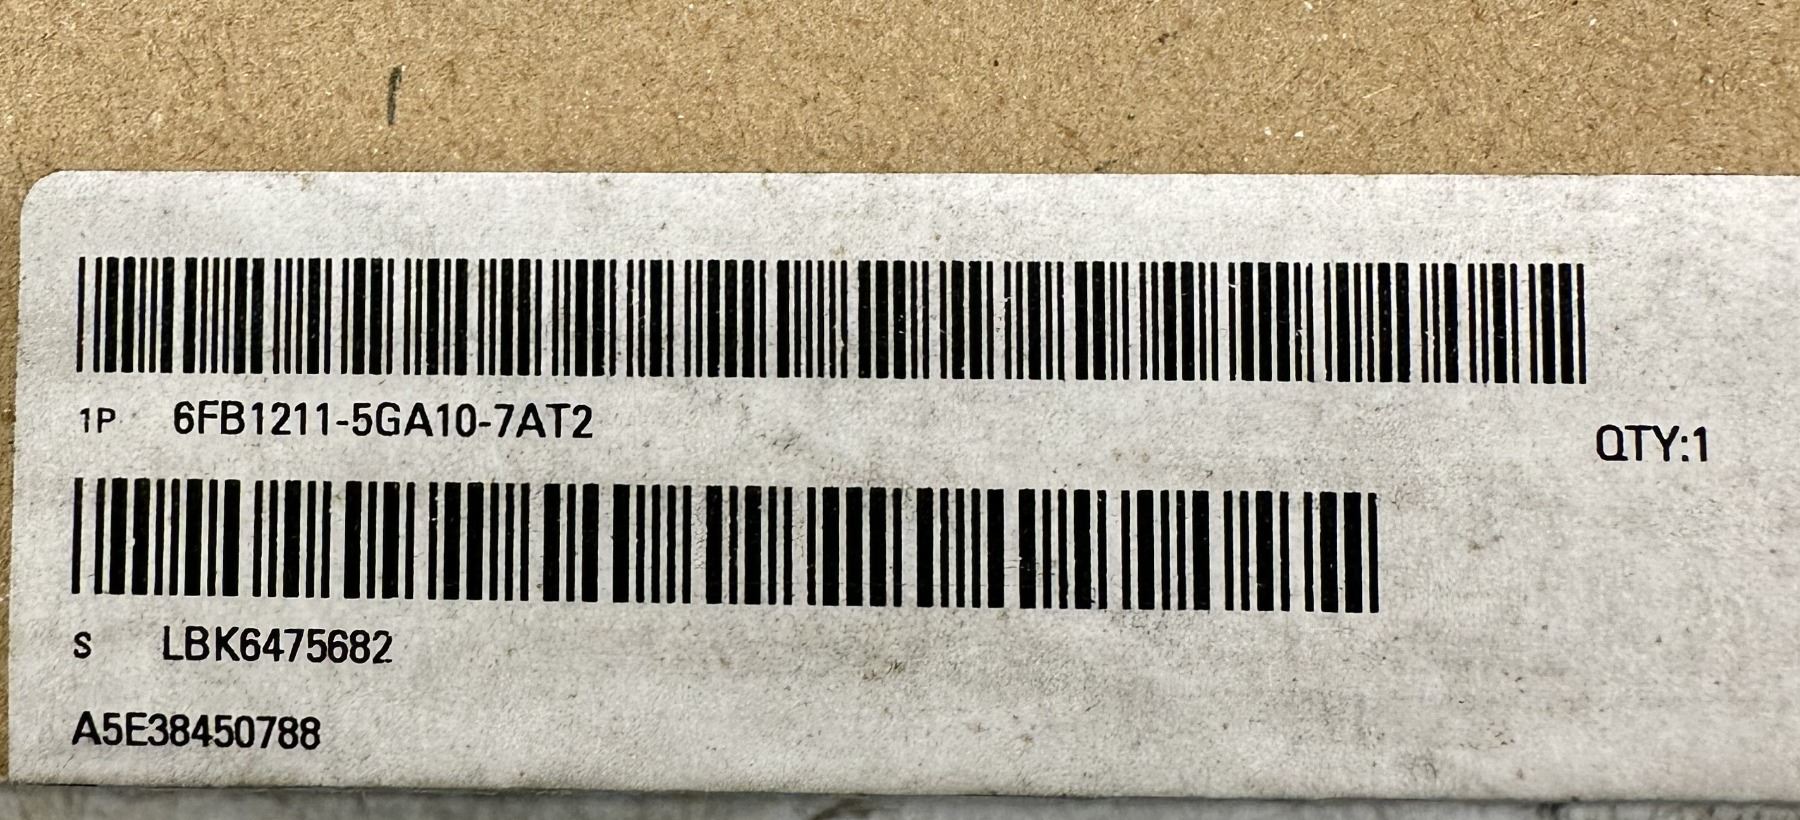 1P 6FB1211-5GA10-7AT2
QTY:1
S LBK6475682
A5E38450788